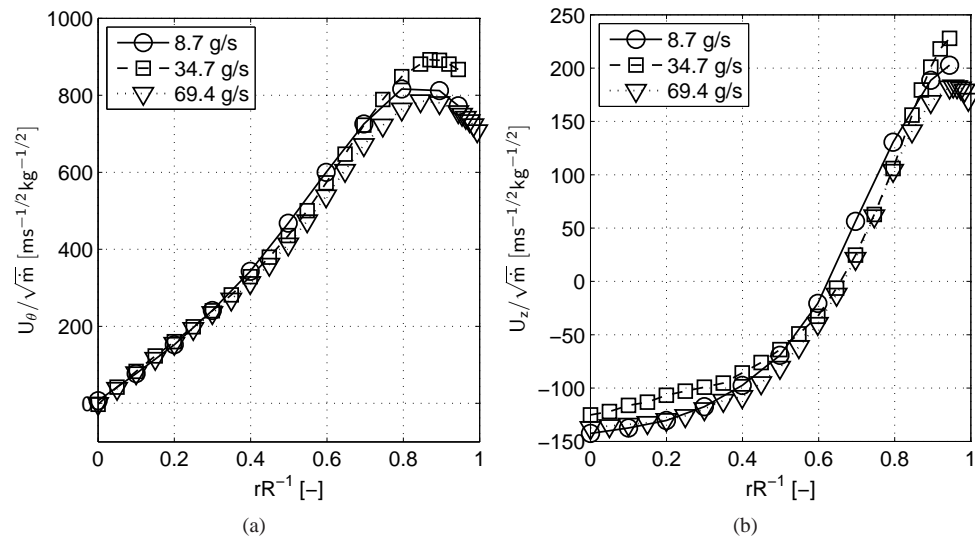 1000
800
600
400
200
0
0 0.2 0.4 0.6 0.8 1
U_θ/√ṁ [ms^{−1/2}kg^{−1/2}]
rR^{−1} [−]
8.7 g/s
34.7 g/s
69.4 g/s
(a)
250
200
150
100
50
0
−50
−100
−150
0 0.2 0.4 0.6 0.8 1
U_z/√ṁ [ms^{−1/2}kg^{−1/2}]
rR^{−1} [−]
8.7 g/s
34.7 g/s
69.4 g/s
(b)